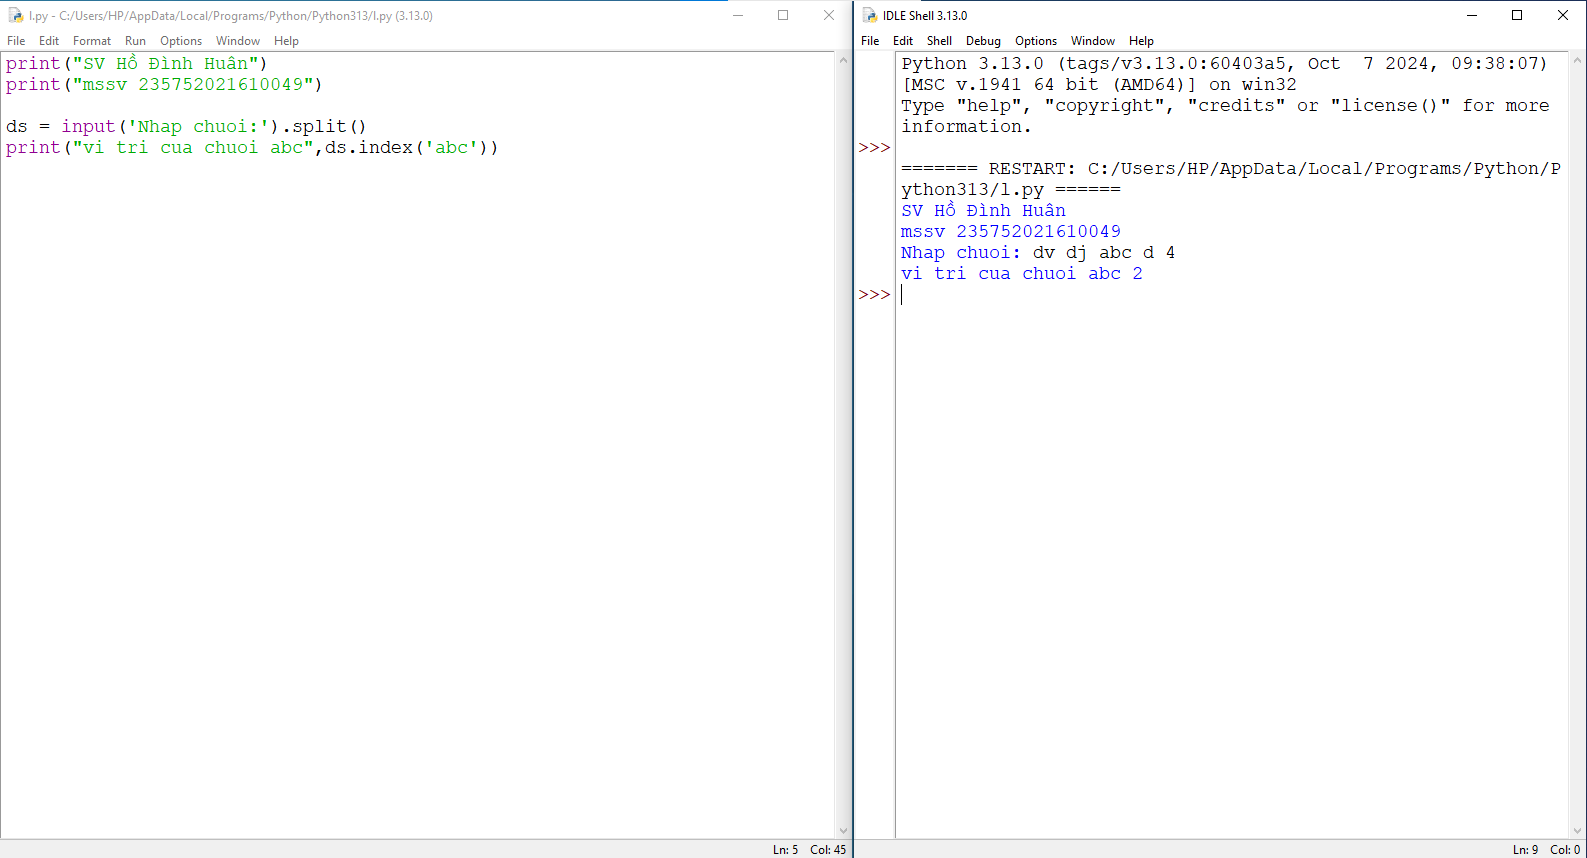 l.py - C:/Users/HP/AppData/Local/Programs/Python/Python313/l.py (3.13.0)
File Edit Format Run Options Window Help
print("SV Hồ Đình Huân")
print("mssv 235752021610049")
ds = input('Nhap chuoi:').split()
print("vi tri cua chuoi abc",ds.index('abc'))
Ln: 5 Col: 45
IDLE Shell 3.13.0
File Edit Shell Debug Options Window Help
Python 3.13.0 (tags/v3.13.0:60403a5, Oct  7 2024, 09:38:07)
[MSC v.1941 64 bit (AMD64)] on win32
Type "help", "copyright", "credits" or "license()" for more
information.
>>>
======= RESTART: C:/Users/HP/AppData/Local/Programs/Python/P
ython313/l.py ======
SV Hồ Đình Huân
mssv 235752021610049
Nhap chuoi: dv dj abc d 4
vi tri cua chuoi abc 2
>>>
Ln: 9 Col: 0